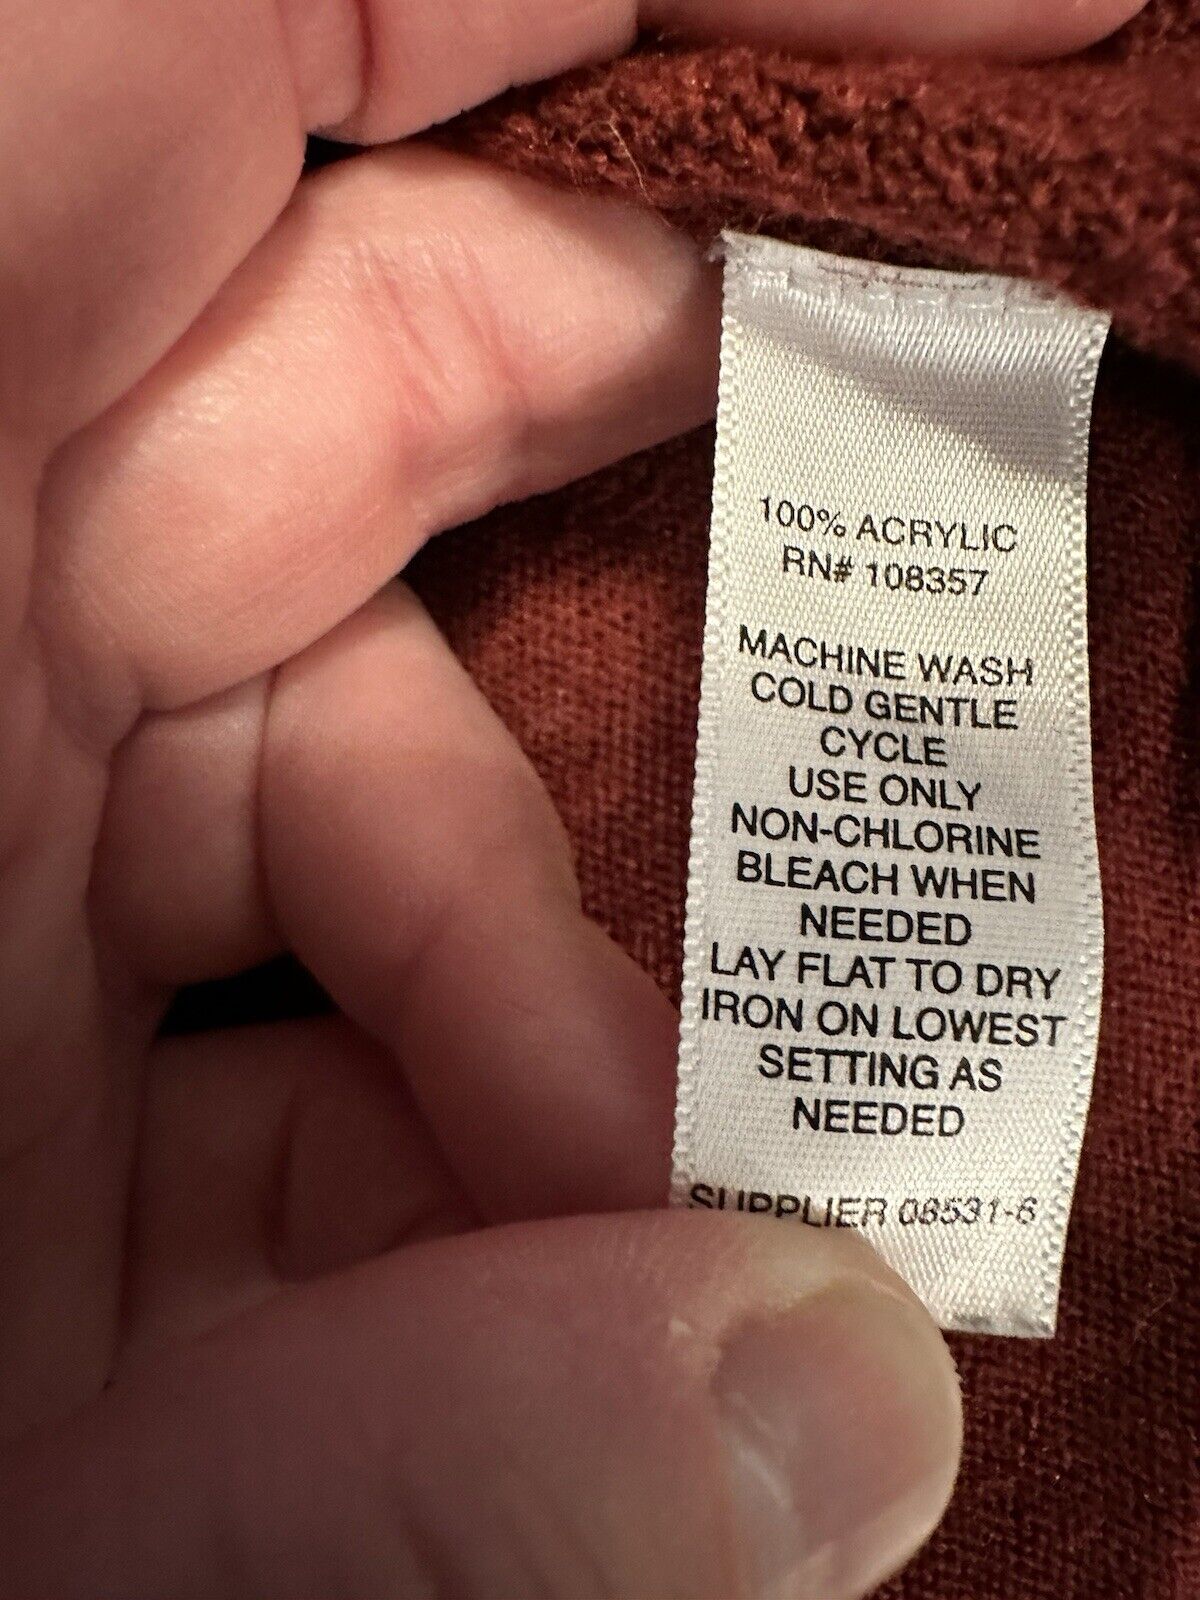 100% ACRYLIC
RN# 108357
MACHINE WASH
COLD GENTLE
CYCLE
USE ONLY
NON-CHLORINE
BLEACH WHEN
NEEDED
LAY FLAT TO DRY
IRON ON LOWEST
SETTING AS
NEEDED
SUPPLIER 08531-6